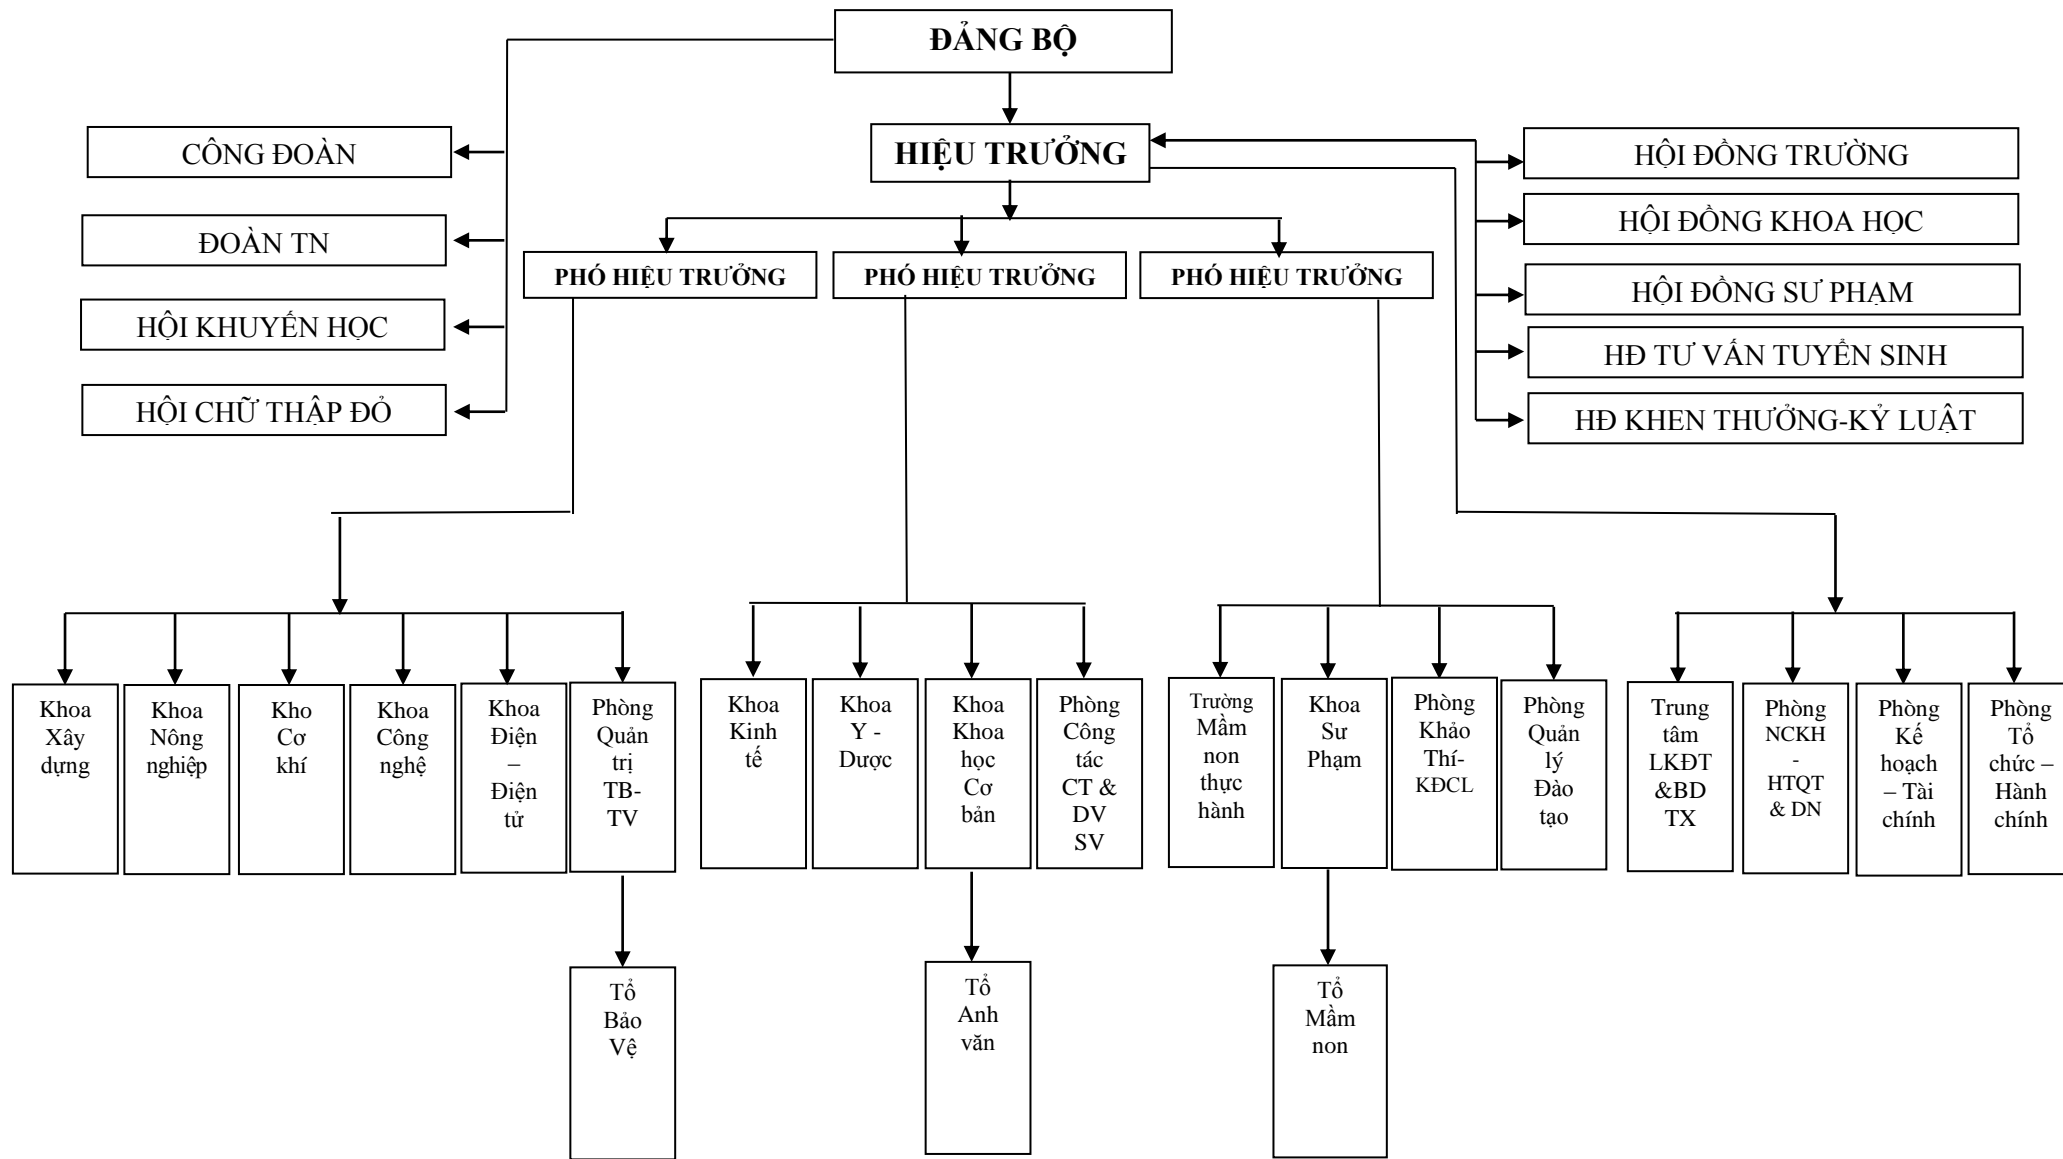 ĐẢNG BỘ
HIỆU TRƯỞNG
CÔNG ĐOÀN
ĐOÀN TN
HỘI KHUYẾN HỌC
HỘI CHỮ THẬP ĐỎ
HỘI ĐỒNG TRƯỜNG
HỘI ĐỒNG KHOA HỌC
HỘI ĐỒNG SƯ PHẠM
HĐ TƯ VẤN TUYỂN SINH
HĐ KHEN THƯỞNG-KỶ LUẬT
PHÓ HIỆU TRƯỞNG
PHÓ HIỆU TRƯỞNG
PHÓ HIỆU TRƯỞNG
Khoa
Xây
dựng
Khoa
Nông
nghiệp
Kho
Cơ
khí
Khoa
Công
nghệ
Khoa
Điện
–
Điện
tử
Phòng
Quản
trị
TB-
TV
Khoa
Kinh
tế
Khoa
Y -
Dược
Khoa
Khoa
học
Cơ
bản
Phòng
Công
tác
CT &
DV
SV
Trường
Mầm
non
thực
hành
Khoa
Sư
Phạm
Phòng
Khảo
Thí-
KĐCL
Phòng
Quản
lý
Đào
tạo
Trung
tâm
LKĐT
&BD
TX
Phòng
NCKH
-
HTQT
& DN
Phòng
Kế
hoạch
– Tài
chính
Phòng
Tổ
chức –
Hành
chính
Tổ
Bảo
Vệ
Tổ
Anh
văn
Tổ
Mầm
non